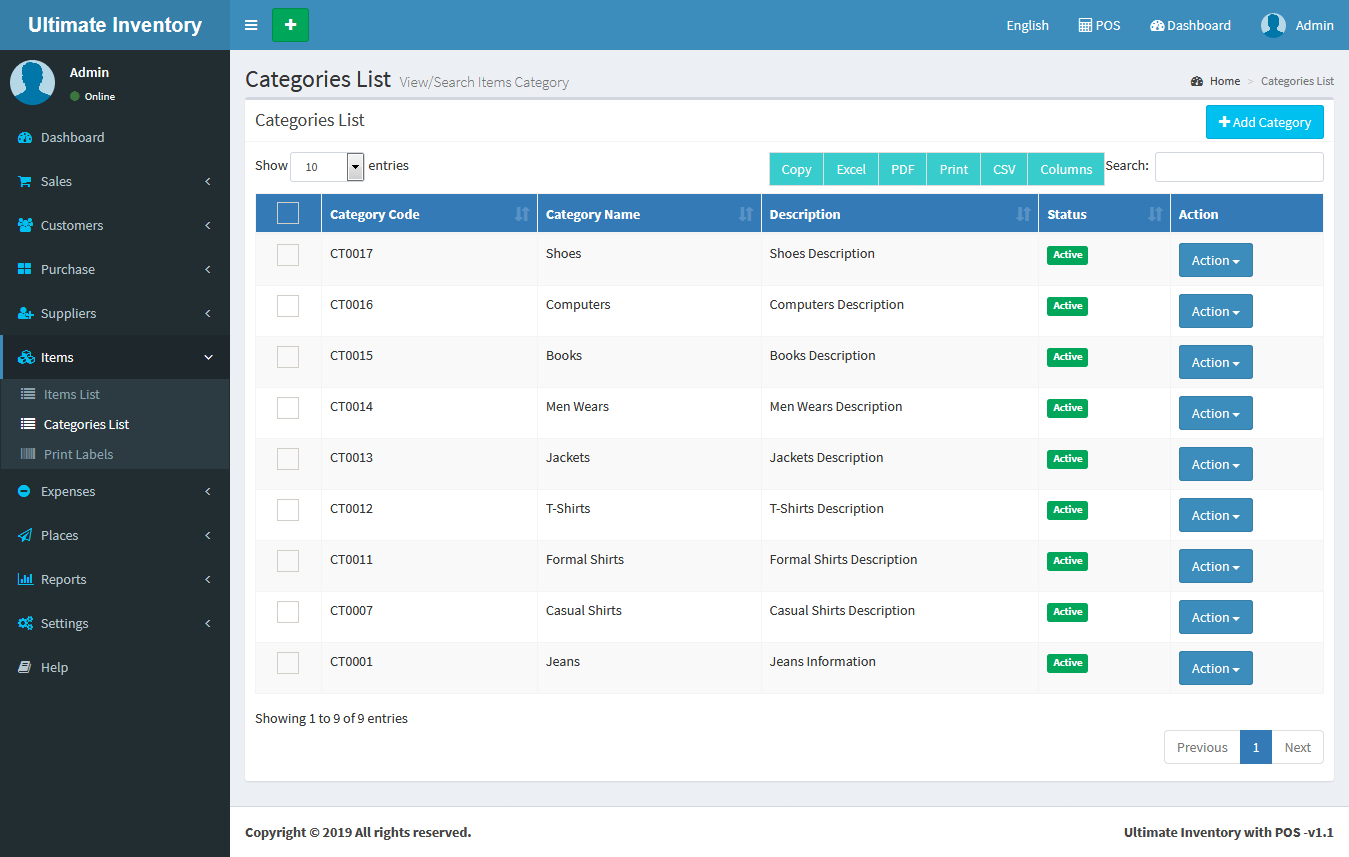 Ultimate Inventory
English POS Dashboard Admin
Admin
Online
Dashboard
Sales
Customers
Purchase
Suppliers
Items
Items List
Categories List
Print Labels
Expenses
Places
Reports
Settings
Help
Categories List View/Search Items Category
Home > Categories List
Categories List
Add Category
Show 10 entries
Copy Excel PDF Print CSV Columns Search:
Category Code Category Name Description Status Action
CT0017 Shoes Shoes Description Active Action
CT0016 Computers Computers Description Active Action
CT0015 Books Books Description Active Action
CT0014 Men Wears Men Wears Description Active Action
CT0013 Jackets Jackets Description Active Action
CT0012 T-Shirts T-Shirts Description Active Action
CT0011 Formal Shirts Formal Shirts Description Active Action
CT0007 Casual Shirts Casual Shirts Description Active Action
CT0001 Jeans Jeans Information Active Action
Showing 1 to 9 of 9 entries
Previous 1 Next
Copyright © 2019 All rights reserved.
Ultimate Inventory with POS -v1.1